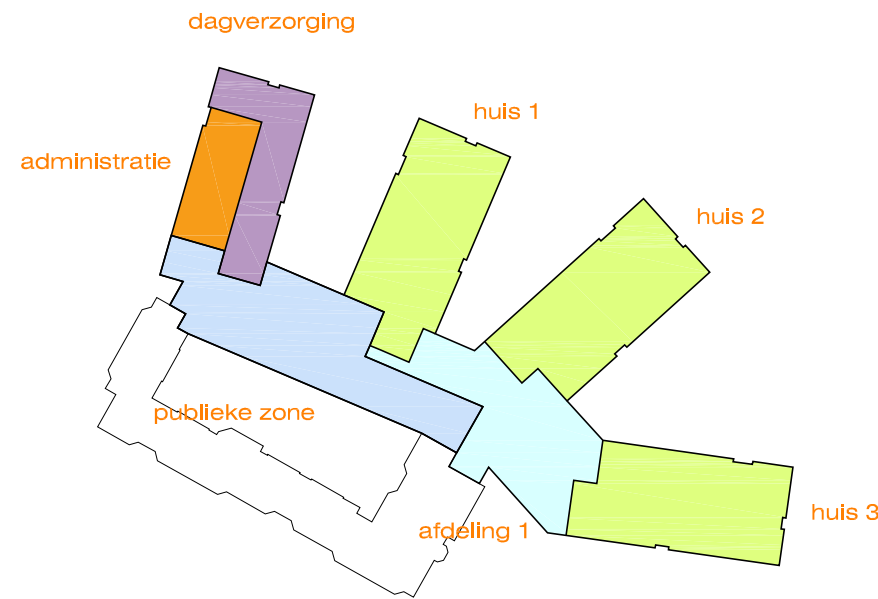 dagverzorging
huis 1
administratie
huis 2
publieke zone
huis 3
afdeling 1